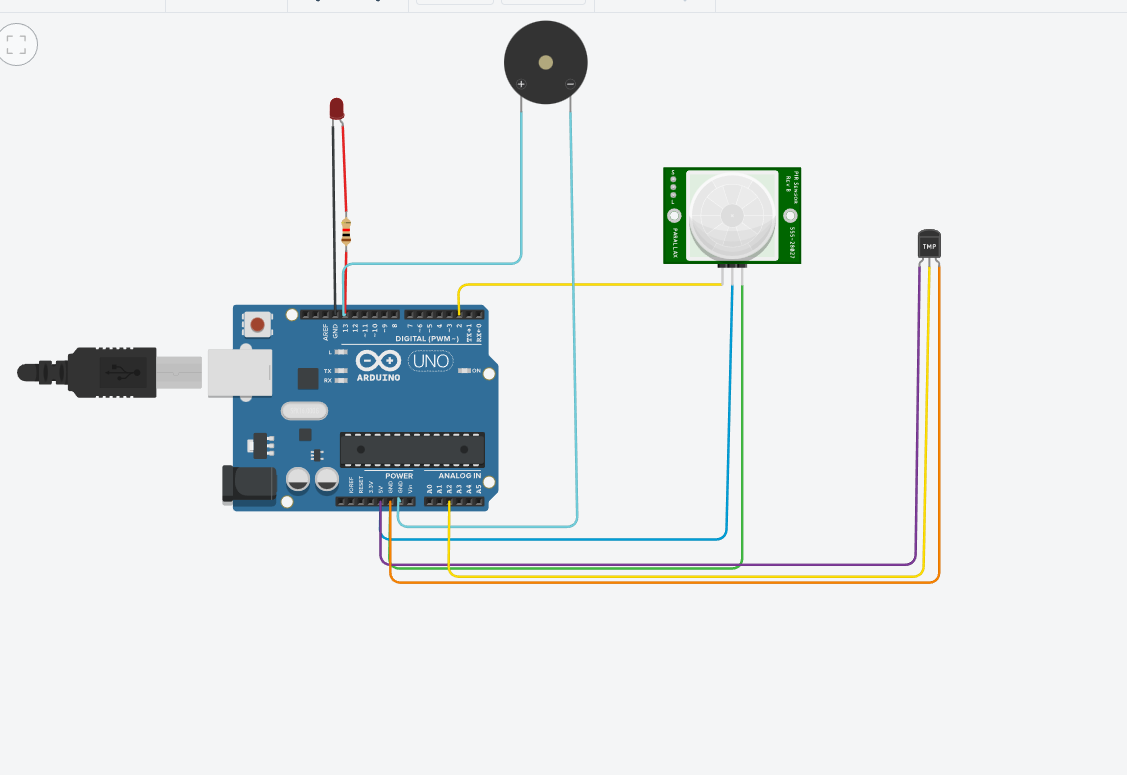 + −
S
L
PARALLAX
PIR Sensor
Rev B
555-28027
TMP
AREF
GND
13
12
~11
~10
~9
8
7
~6
~5
4
~3
2
TX→1
RX←0
DIGITAL (PWM~)
L
TX
RX
ARDUINO
UNO
ON
POWER
ANALOG IN
IOREF
RESET
3.3V
5V
GND
GND
Vin
A0
A1
A2
A3
A4
A5